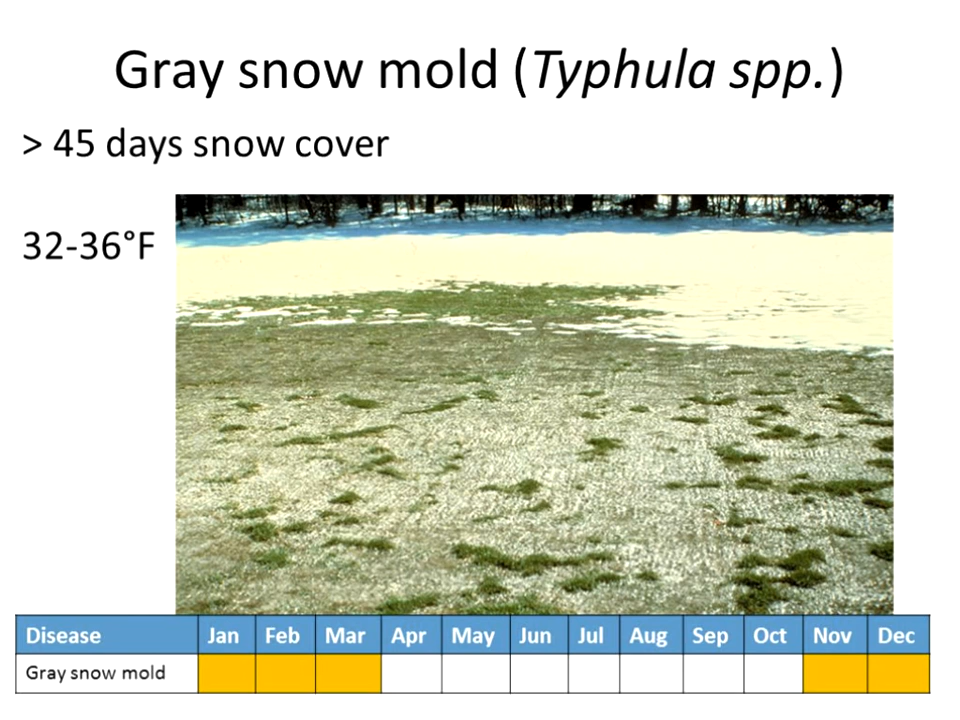 Gray snow mold (Typhula spp.)
> 45 days snow cover
32-36°F
Disease Jan Feb Mar Apr May Jun Jul Aug Sep Oct Nov Dec
Gray snow mold